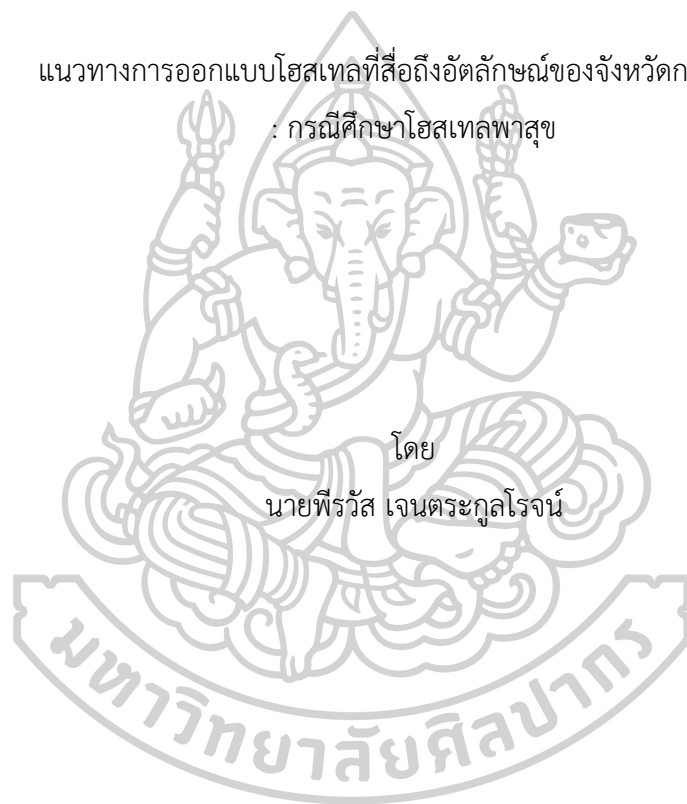 แนวทางการออกแบบโฮสเทลที่สื่อถึงอัตลักษณ์ของจังหวัดก
: กรณีศึกษาโฮสเทลพาสุข
โดย
นายพีรวัส เจนตระกูลโรจน์
มหาวิทยาลัยศิลปากร